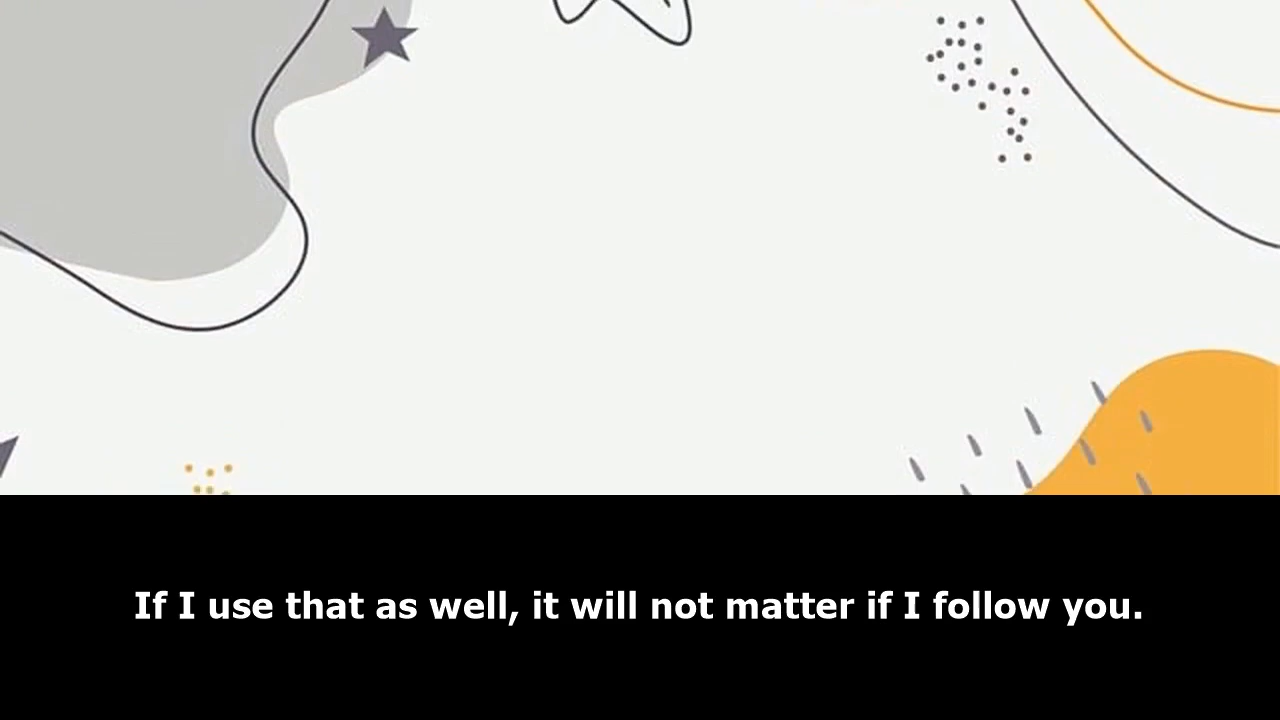 If I use that as well, it will not matter if I follow you.